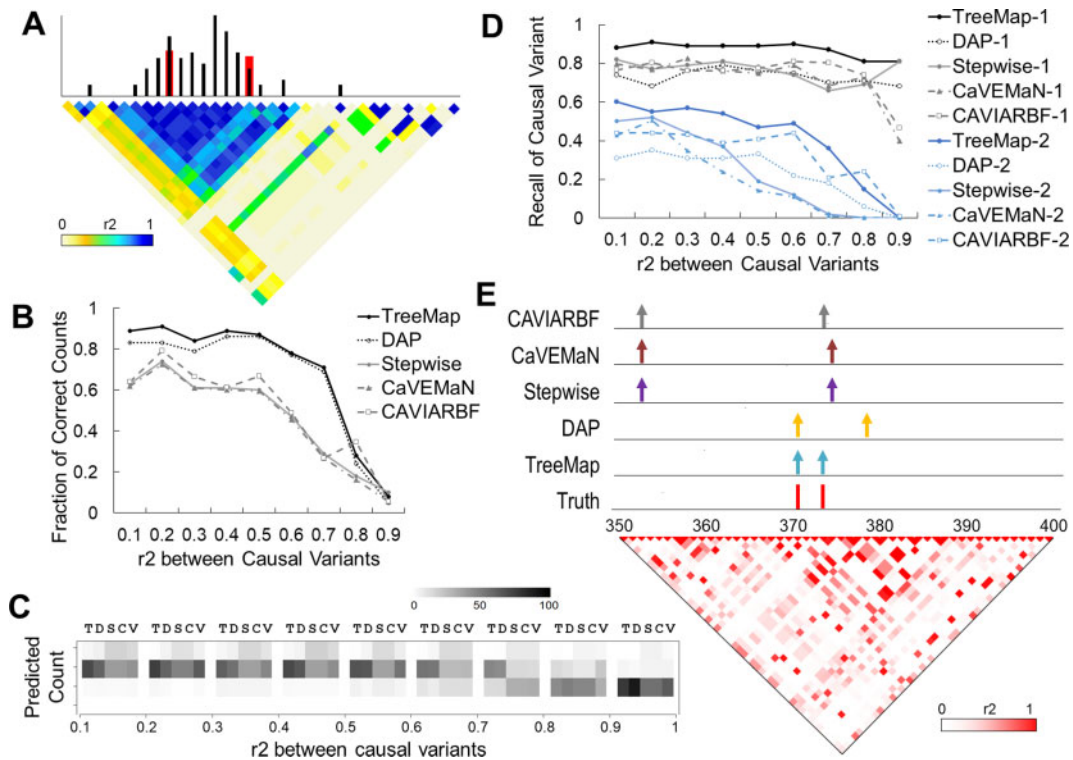 A
0 r2 1
B
Fraction of Correct Counts
1
0.8
0.6
0.4
0.2
0
0.1 0.2 0.3 0.4 0.5 0.6 0.7 0.8 0.9
r2 between Causal Variants
TreeMap
DAP
Stepwise
CaVEMaN
CAVIARBF
C
0 50 100
TDSCV TDSCV TDSCV TDSCV TDSCV TDSCV TDSCV TDSCV TDSCV
Predicted
Count
0.1 0.2 0.3 0.4 0.5 0.6 0.7 0.8 0.9 1
r2 between causal variants
D
Recall of Causal Variant
1
0.8
0.6
0.4
0.2
0
0.1 0.2 0.3 0.4 0.5 0.6 0.7 0.8 0.9
r2 between Causal Variants
TreeMap-1
DAP-1
Stepwise-1
CaVEMaN-1
CAVIARBF-1
TreeMap-2
DAP-2
Stepwise-2
CaVEMaN-2
CAVIARBF-2
E
CAVIARBF
CaVEMaN
Stepwise
DAP
TreeMap
Truth
350 360 370 380 390 400
0 r2 1